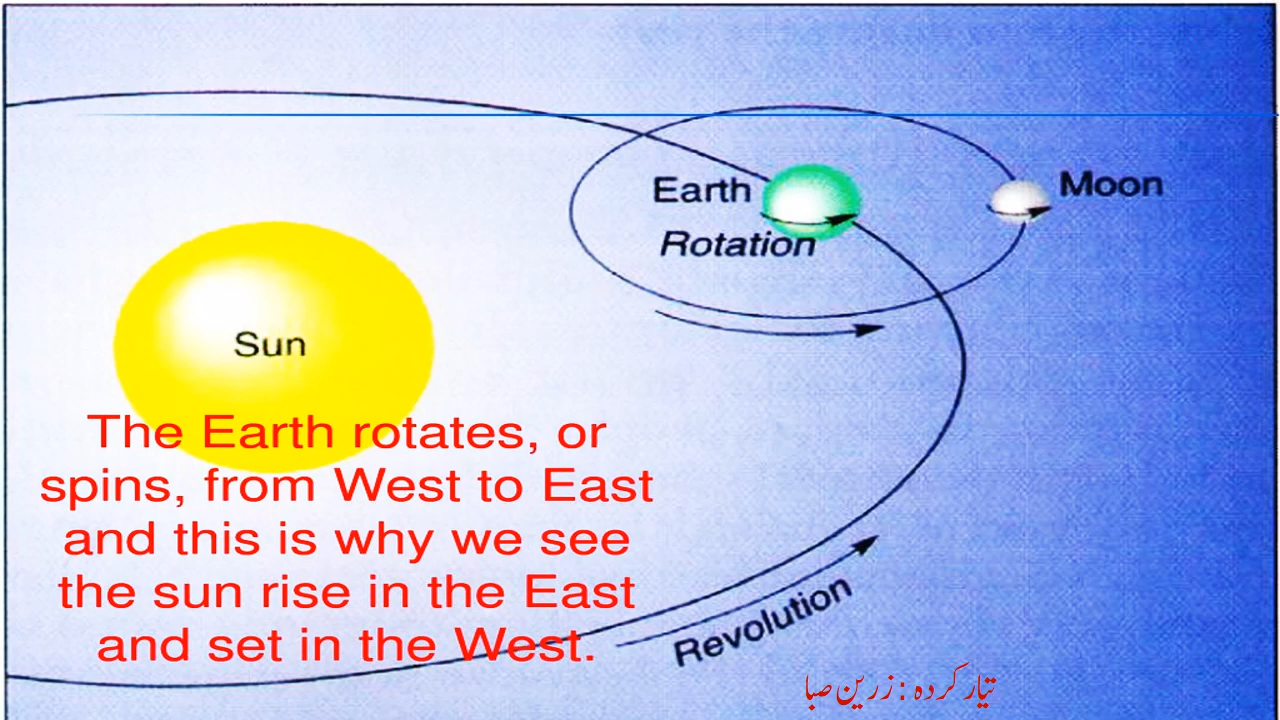 Earth
Moon
Rotation
Sun
The Earth rotates, or
spins, from West to East
and this is why we see
the sun rise in the East
and set in the West.
Revolution
تیار کردہ : زرین صبا